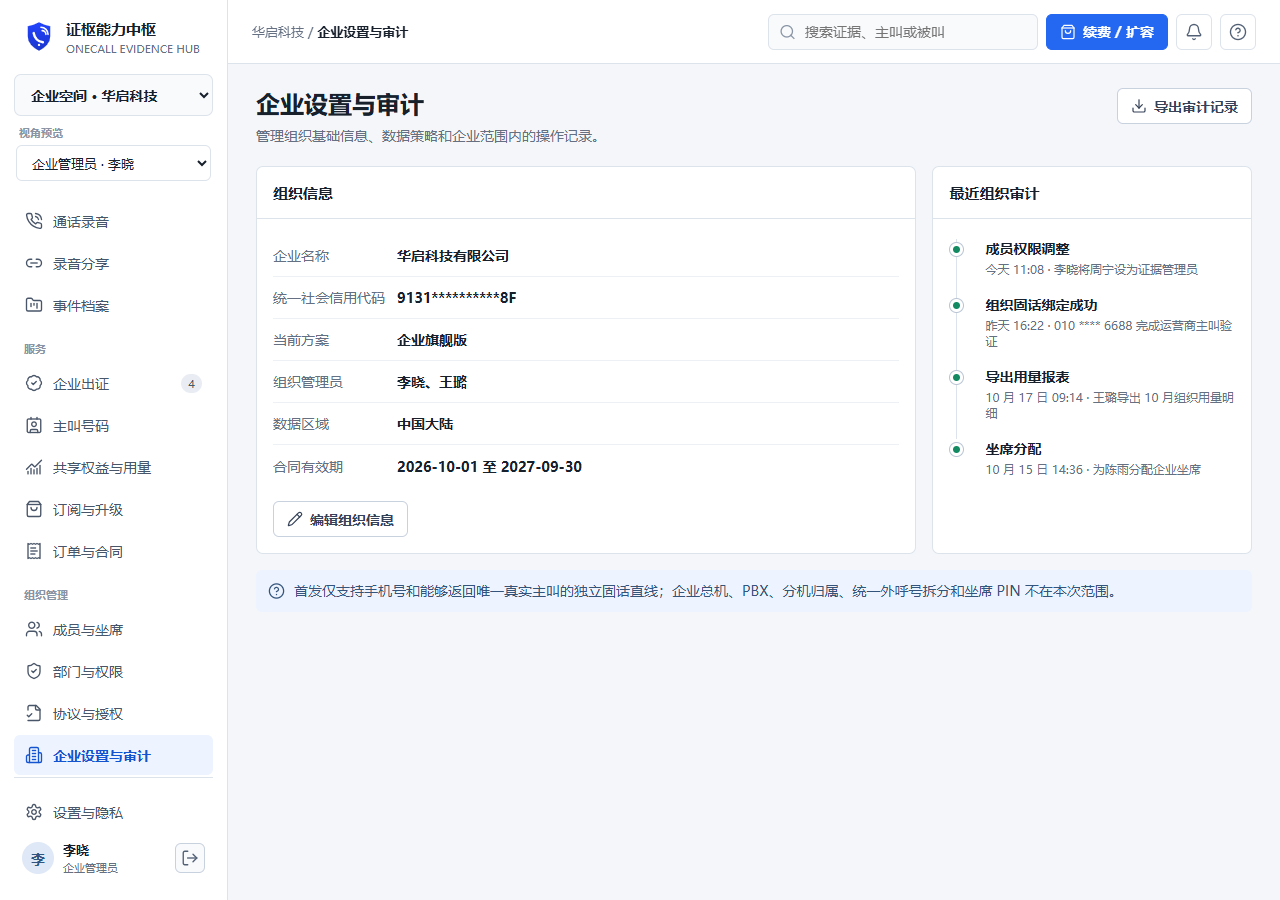 证枢能力中枢
ONECALL EVIDENCE HUB
企业空间 • 华启科技
视角预览
企业管理员 · 李晓
通话录音
录音分享
事件档案
服务
企业出证 4
主叫号码
共享权益与用量
订阅与升级
订单与合同
组织管理
成员与坐席
部门与权限
协议与授权
企业设置与审计
设置与隐私
李 李晓
企业管理员
华启科技 / 企业设置与审计
搜索证据、主叫或被叫
续费 / 扩容
企业设置与审计
管理组织基础信息、数据策略和企业范围内的操作记录。
导出审计记录
组织信息
企业名称 华启科技有限公司
统一社会信用代码 9131**********8F
当前方案 企业旗舰版
组织管理员 李晓、王璐
数据区域 中国大陆
合同有效期 2026-10-01 至 2027-09-30
编辑组织信息
最近组织审计
成员权限调整
今天 11:08 · 李晓将周宁设为证据管理员
组织固话绑定成功
昨天 16:22 · 010 **** 6688 完成运营商主叫验
证
导出用量报表
10 月 17 日 09:14 · 王璐导出 10 月组织用量明
细
坐席分配
10 月 15 日 14:36 · 为陈雨分配企业坐席
首发仅支持手机号和能够返回唯一真实主叫的独立固话直线；企业总机、PBX、分机归属、统一外呼号拆分和坐席 PIN 不在本次范围。